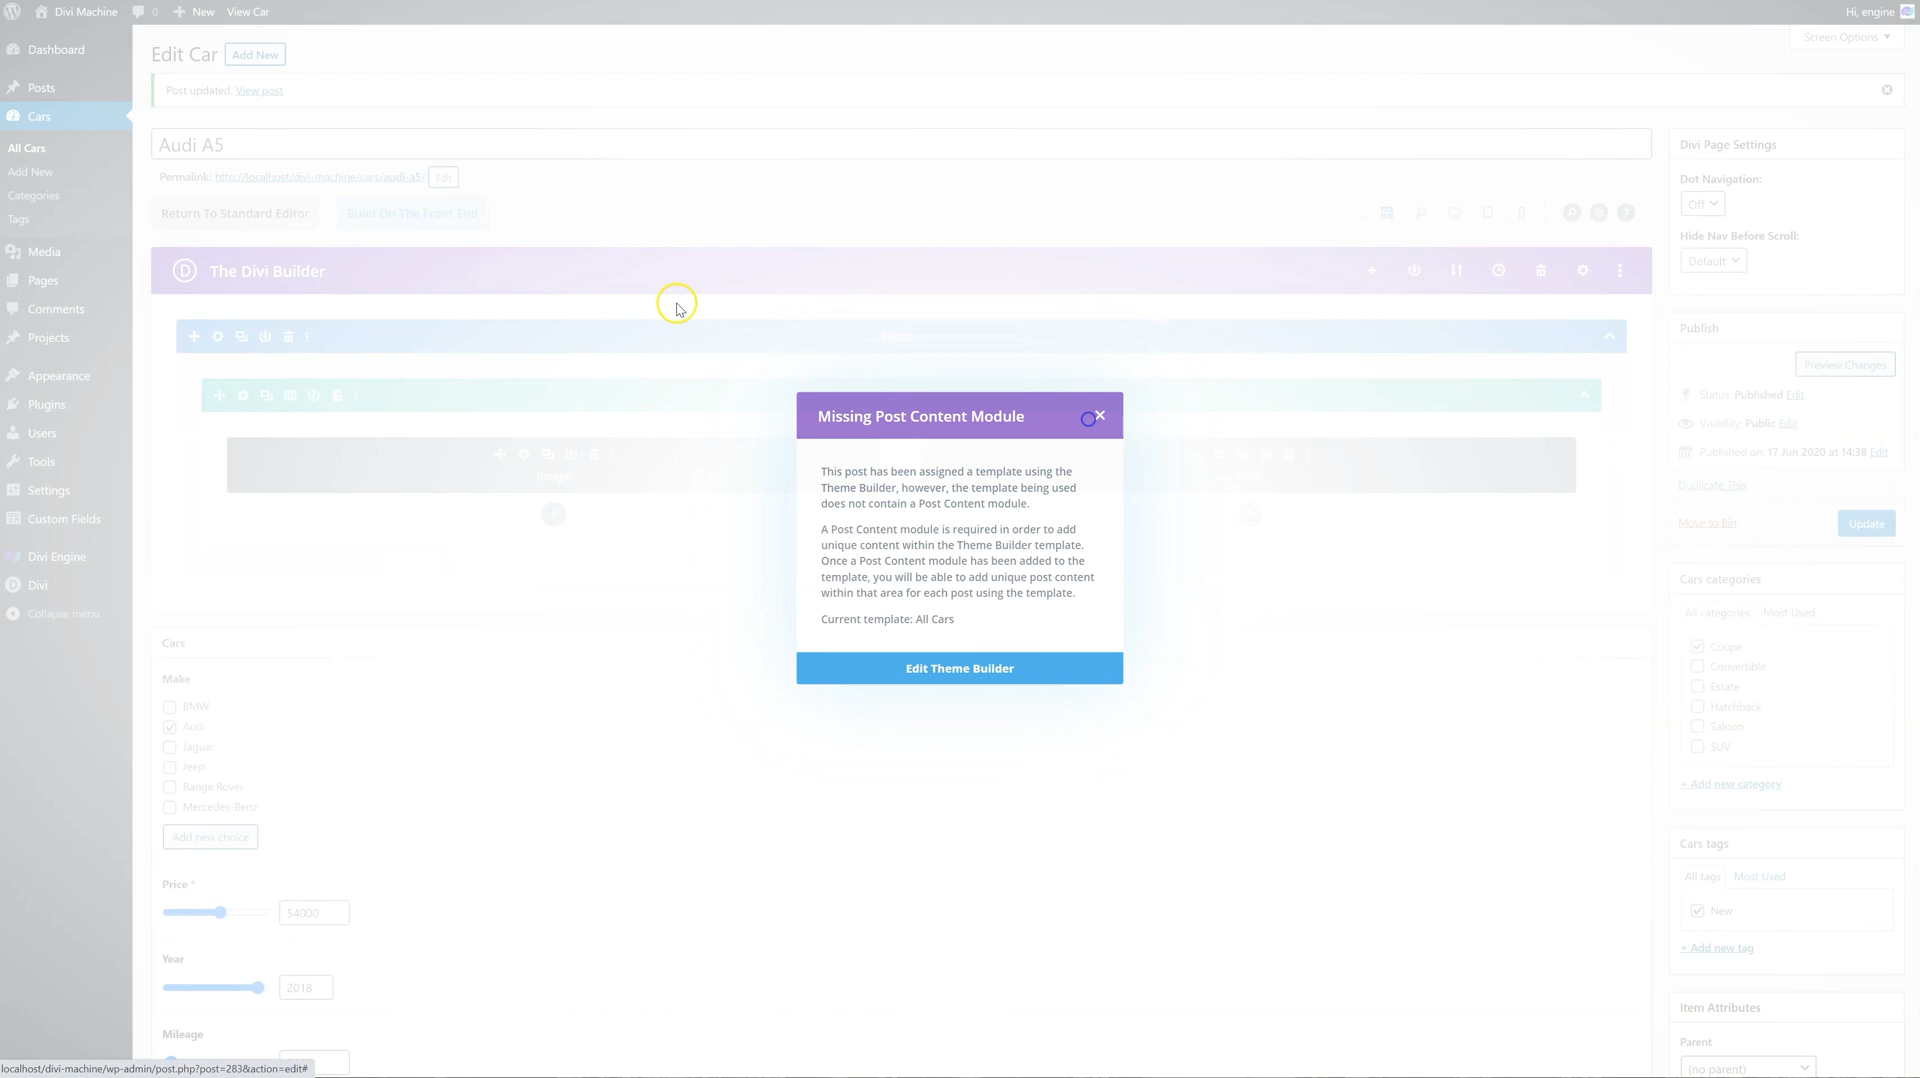 Divi Machine
0
New
View Car
Hi, engine
Screen Options
Dashboard
Posts
Cars
All Cars
Add New
Categories
Tags
Media
Pages
Comments
Projects
Appearance
Plugins
Users
Tools
Settings
Custom Fields
Divi Engine
Divi
Collapse menu
Edit Car
Add New
Post updated. View post
Audi A5
Permalink: http://localhost/divi-machine/cars/audi-a5/
Edit
Return To Standard Editor
Build On The Front End
The Divi Builder
Section
Image
Missing Post Content Module
This post has been assigned a template using the
Theme Builder, however, the template being used
does not contain a Post Content module.
A Post Content module is required in order to add
unique content within the Theme Builder template.
Once a Post Content module has been added to the
template, you will be able to add unique post content
within that area for each post using the template.
Current template: All Cars
Edit Theme Builder
Cars
Make
BMW
Audi
Jaguar
Jeep
Range Rover
Mercedes-Benz
Add new choice
Price *
54000
Year
2018
Mileage
Divi Page Settings
Dot Navigation:
Off
Hide Nav Before Scroll:
Default
Publish
Preview Changes
Status: Published Edit
Visibility: Public Edit
Published on: 17 Jun 2020 at 14:38 Edit
Duplicate This
Move to Bin
Update
Cars categories
All categories
Most Used
Coupe
Convertible
Estate
Hatchback
Saloon
SUV
+ Add new category
Cars tags
All tags
Most Used
New
+ Add new tag
Item Attributes
Parent
(no parent)
localhost/divi-machine/wp-admin/post.php?post=283&action=edit#